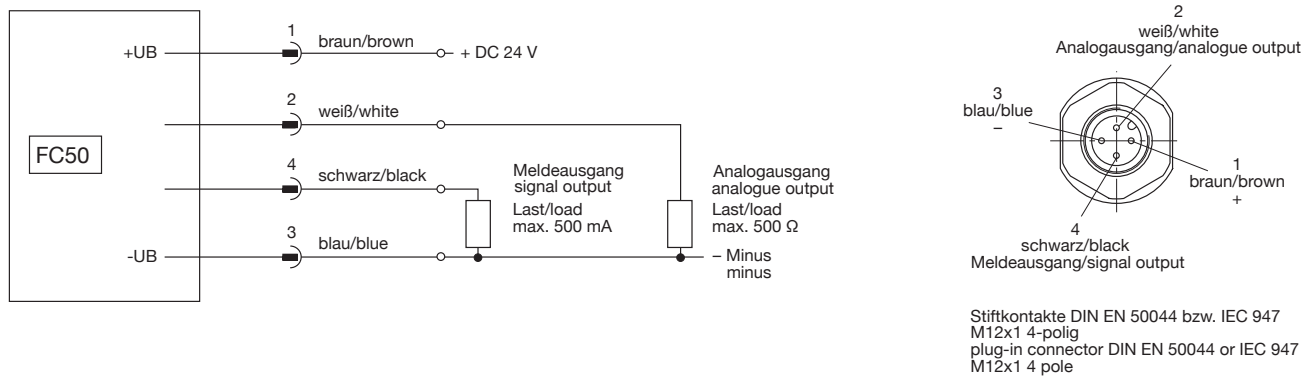 1
+UB
braun/brown
+ DC 24 V
2
weiß/white
FC50
4
schwarz/black
Meldeausgang
signal output
Last/load
max. 500 mA
Analogausgang
analogue output
Last/load
max. 500 Ω
3
-UB
blau/blue
– Minus
minus
2
weiß/white
Analogausgang/analogue output
3
blau/blue
–
1
braun/brown
+
4
schwarz/black
Meldeausgang/signal output
Stiftkontakte DIN EN 50044 bzw. IEC 947
M12x1 4-polig
plug-in connector DIN EN 50044 or IEC 947
M12x1 4 pole